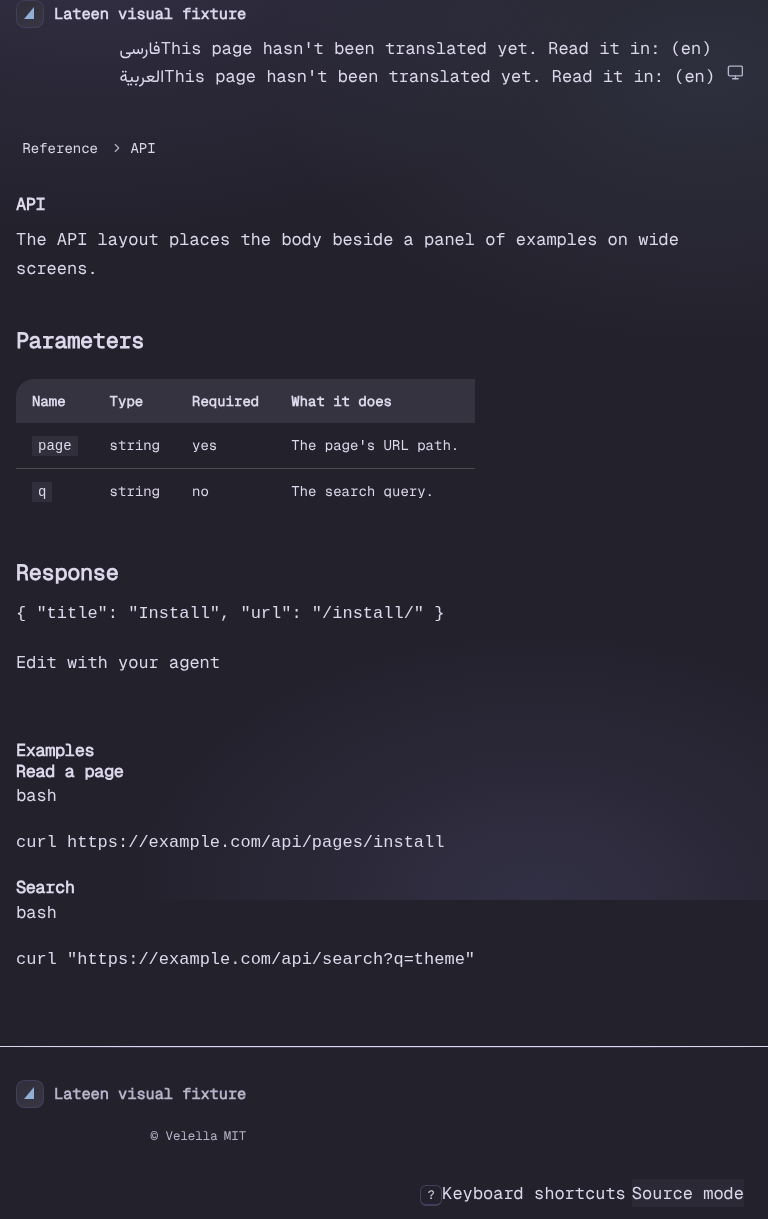 Lateen visual fixture
فارسیThis page hasn't been translated yet. Read it in: (en)
العربيةThis page hasn't been translated yet. Read it in: (en)
Reference > API
API
The API layout places the body beside a panel of examples on wide
screens.
Parameters
Name Type Required What it does
page string yes The page's URL path.
q string no The search query.
Response
{ "title": "Install", "url": "/install/" }
Edit with your agent
Examples
Read a page
bash
curl https://example.com/api/pages/install
Search
bash
curl "https://example.com/api/search?q=theme"
Lateen visual fixture
© Velella MIT
? Keyboard shortcuts Source mode